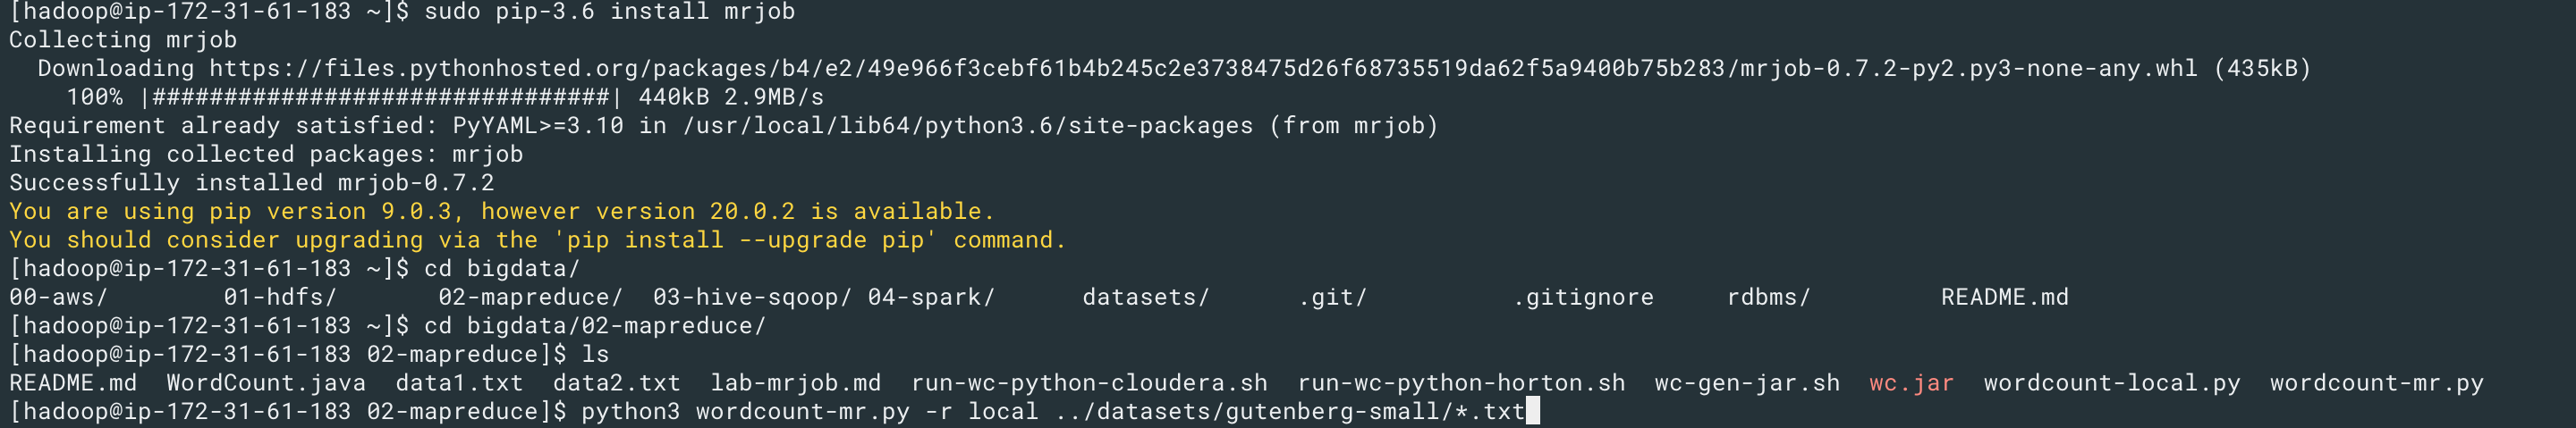 [hadoop@ip-172-31-61-183 ~]$ sudo pip-3.6 install mrjob
Collecting mrjob
  Downloading https://files.pythonhosted.org/packages/b4/e2/49e966f3cebf61b4b245c2e3738475d26f68735519da62f5a9400b75b283/mrjob-0.7.2-py2.py3-none-any.whl (435kB)
    100% |################################| 440kB 2.9MB/s
Requirement already satisfied: PyYAML>=3.10 in /usr/local/lib64/python3.6/site-packages (from mrjob)
Installing collected packages: mrjob
Successfully installed mrjob-0.7.2
You are using pip version 9.0.3, however version 20.0.2 is available.
You should consider upgrading via the 'pip install --upgrade pip' command.
[hadoop@ip-172-31-61-183 ~]$ cd bigdata/
00-aws/        01-hdfs/       02-mapreduce/  03-hive-sqoop/ 04-spark/      datasets/      .git/          .gitignore     rdbms/         README.md
[hadoop@ip-172-31-61-183 ~]$ cd bigdata/02-mapreduce/
[hadoop@ip-172-31-61-183 02-mapreduce]$ ls
README.md  WordCount.java  data1.txt  data2.txt  lab-mrjob.md  run-wc-python-cloudera.sh  run-wc-python-horton.sh  wc-gen-jar.sh  wc.jar  wordcount-local.py  wordcount-mr.py
[hadoop@ip-172-31-61-183 02-mapreduce]$ python3 wordcount-mr.py -r local ../datasets/gutenberg-small/*.txt